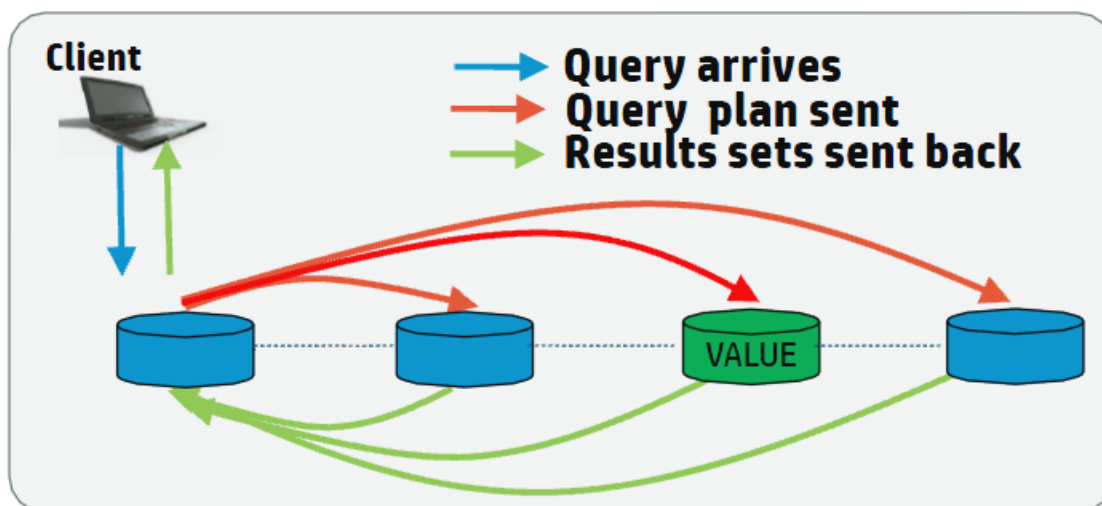 Client
Query arrives
Query plan sent
Results sets sent back
VALUE